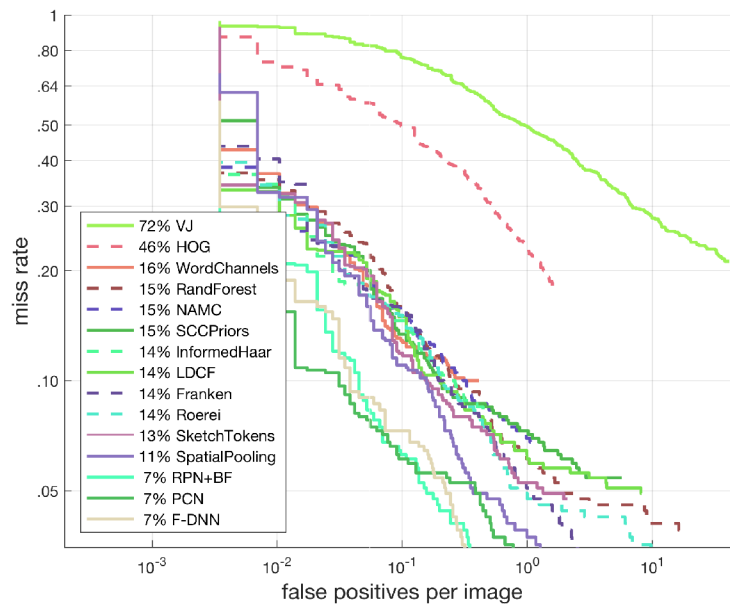 1
.80
.64
.50
.40
.30
.20
.10
.05
miss rate
72% VJ
46% HOG
16% WordChannels
15% RandForest
15% NAMC
15% SCCPriors
14% InformedHaar
14% LDCF
14% Franken
14% Roerei
13% SketchTokens
11% SpatialPooling
7% RPN+BF
7% PCN
7% F-DNN
10^-3 10^-2 10^-1 10^0 10^1
false positives per image